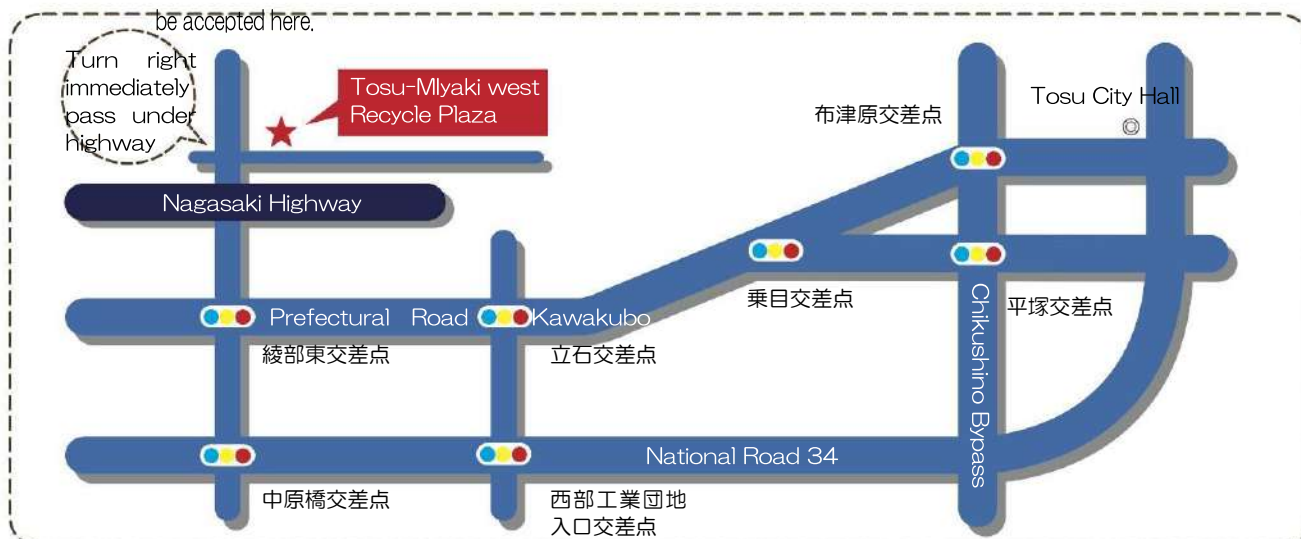 be accepted here.
Turn right
immediately
pass under
highway
Tosu-MIyaki west
Recycle Plaza
布津原交差点
Tosu City Hall
Nagasaki Highway
乗目交差点
平塚交差点
Prefectural Road Kawakubo
綾部東交差点
立石交差点
Chikushino Bypass
National Road 34
中原橋交差点
西部工業団地
入口交差点